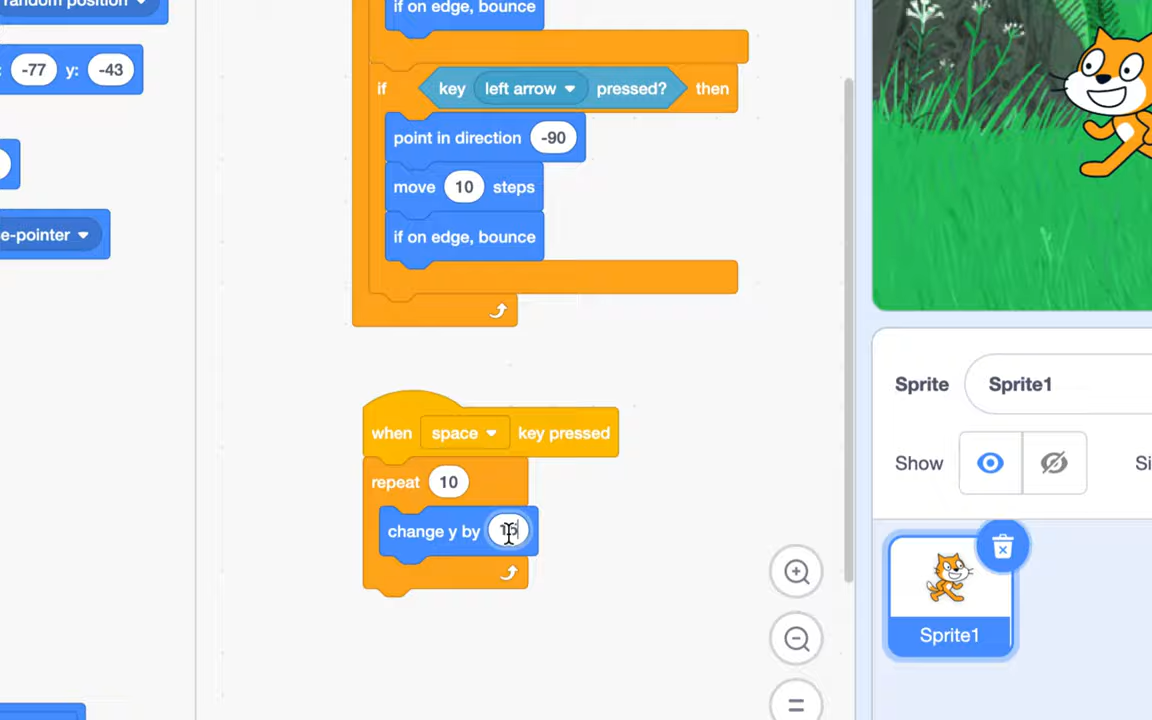 random position
if on edge, bounce
-77 y: -43
if key left arrow pressed? then
point in direction -90
move 10 steps
e-pointer
if on edge, bounce
Sprite Sprite1
when space key pressed
Show
repeat 10
change y by
Sprite1